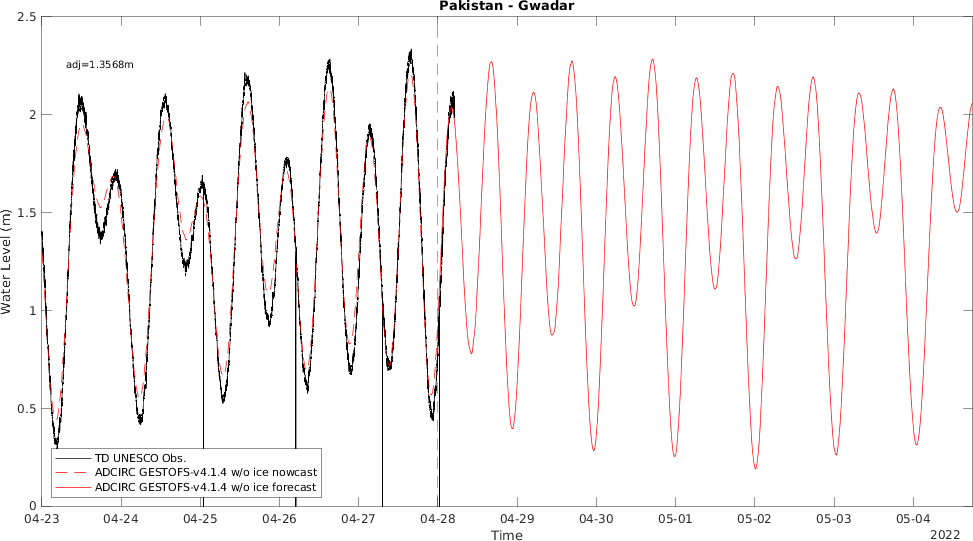 Pakistan - Gwadar
adj=1.3568m
Water Level (m)
2.5
2
1.5
1
0.5
0
TD UNESCO Obs.
ADCIRC GESTOFS-v4.1.4 w/o ice nowcast
ADCIRC GESTOFS-v4.1.4 w/o ice forecast
04-23 04-24 04-25 04-26 04-27 04-28 04-29 04-30 05-01 05-02 05-03 05-04
Time
2022